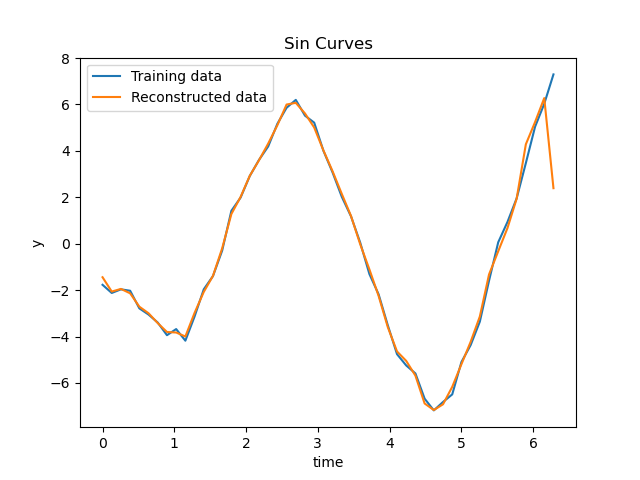 Sin Curves
Training data
Reconstructed data
8
6
4
2
0
−2
−4
−6
y
0 1 2 3 4 5 6
time